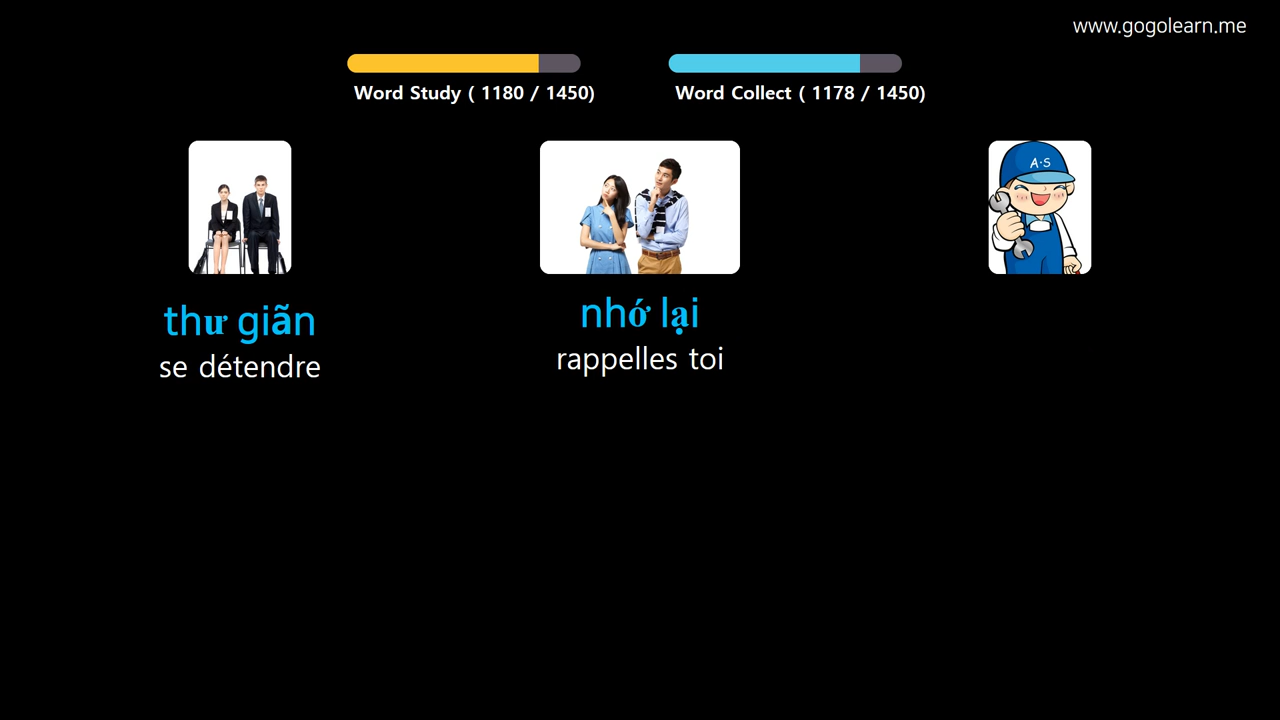 www.gogolearn.me
Word Study ( 1180 / 1450)
Word Collect ( 1178 / 1450)
A·S
thư giãn
se détendre
nhớ lại
rappelles toi